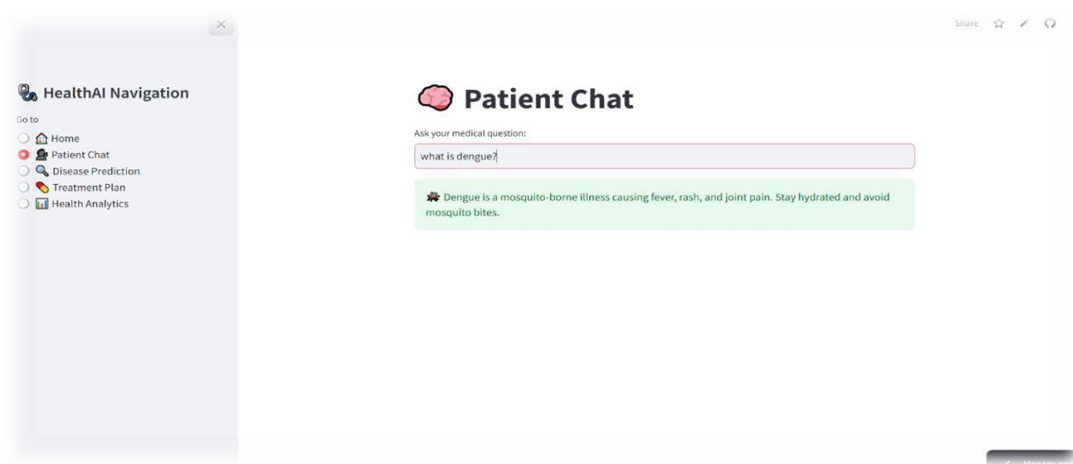 Share
HealthAI Navigation
Go to
Home
Patient Chat
Disease Prediction
Treatment Plan
Health Analytics
Patient Chat
Ask your medical question:
what is dengue?
Dengue is a mosquito-borne illness causing fever, rash, and joint pain. Stay hydrated and avoid
mosquito bites.